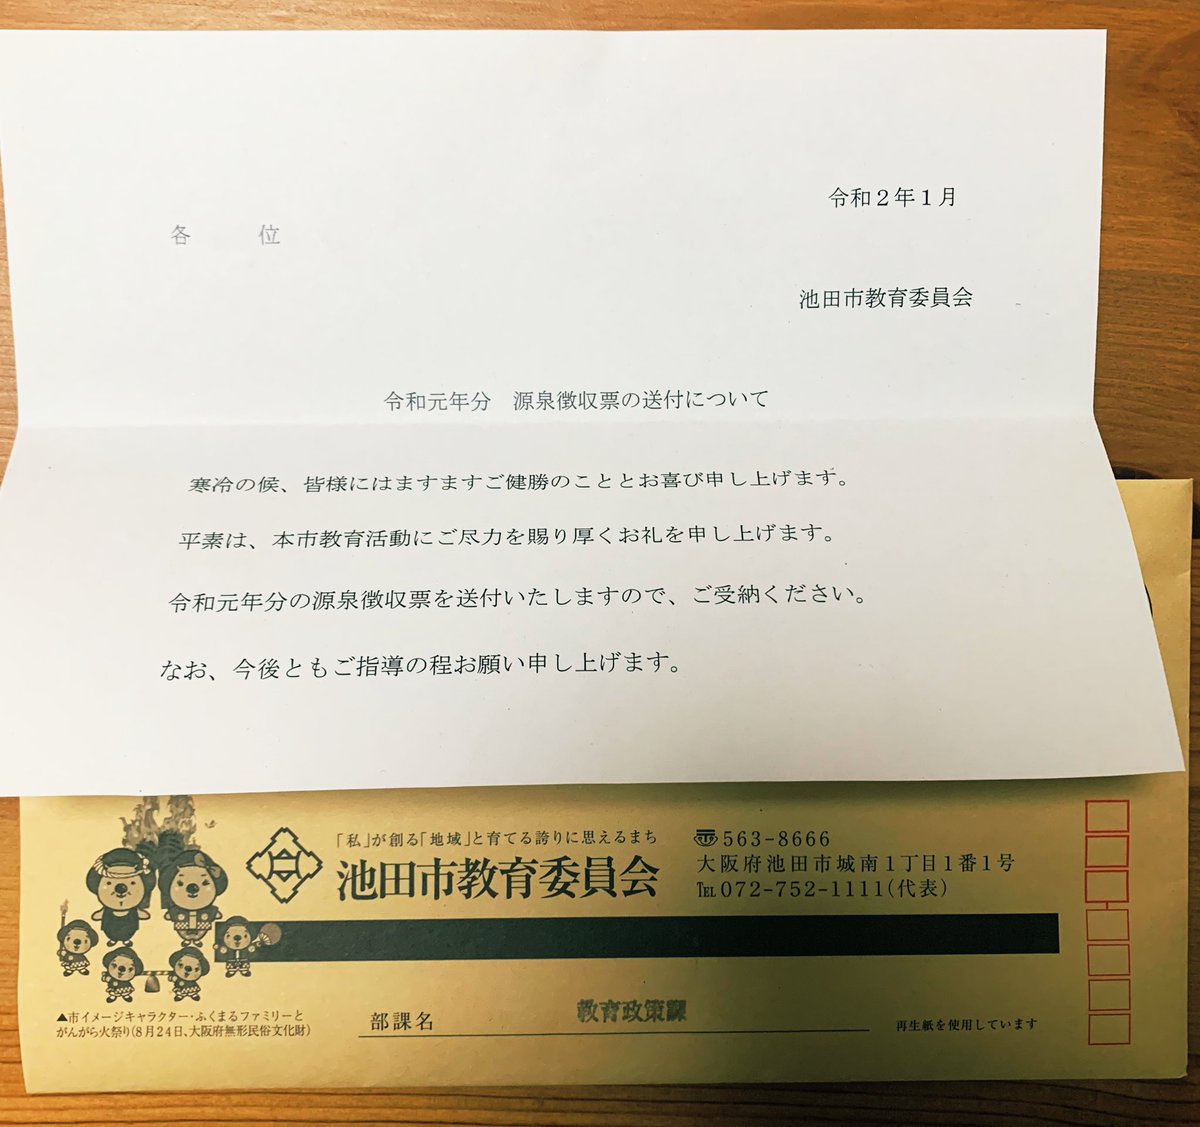 令和２年１月
各　　　位
池田市教育委員会
令和元年分　源泉徴収票の送付について
寒冷の候、皆様にはますますご健勝のこととお喜び申し上げます。
平素は、本市教育活動にご尽力を賜り厚くお礼を申し上げます。
令和元年分の源泉徴収票を送付いたしますので、ご受納ください。
なお、今後ともご指導の程お願い申し上げます。
「私」が創る「地域」と育てる誇りに思えるまち
池田市教育委員会
〠563-8666
大阪府池田市城南１丁目１番１号
℡072-752-1111(代表)
▲市イメージキャラクター・ふくまるファミリーと
がんがら火祭り(8月24日、大阪府無形民俗文化財)
部課名　教育政策課
再生紙を使用しています